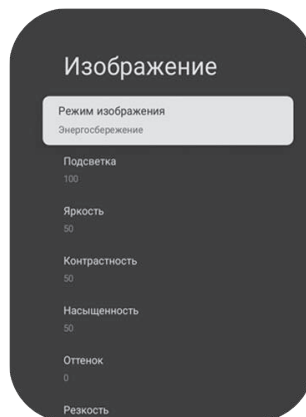 Изображение
Режим изображения
Энергосбережение
Подсветка
100
Яркость
50
Контрастность
50
Насыщенность
50
Оттенок
0
Резкость